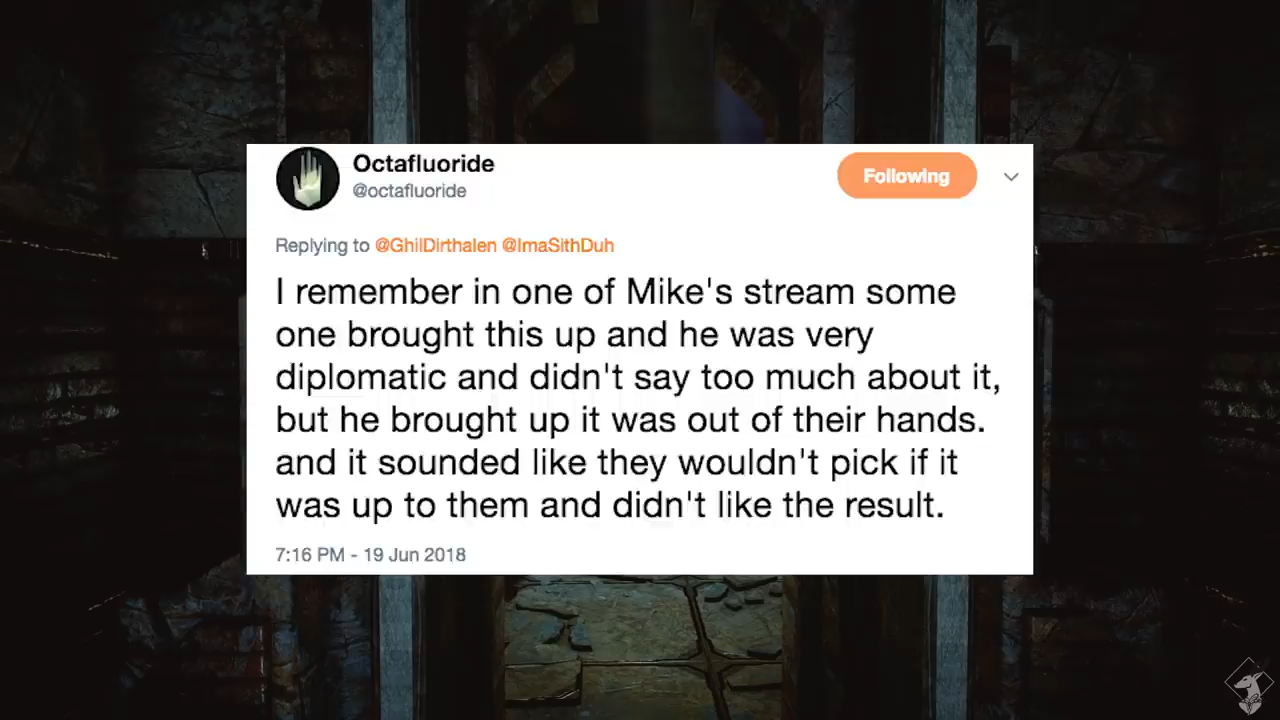 Octafluoride
@octafluoride
Following
Replying to @GhilDirthalen @ImaSithDuh
I remember in one of Mike's stream some
one brought this up and he was very
diplomatic and didn't say too much about it,
but he brought up it was out of their hands.
and it sounded like they wouldn't pick if it
was up to them and didn't like the result.
7:16 PM - 19 Jun 2018